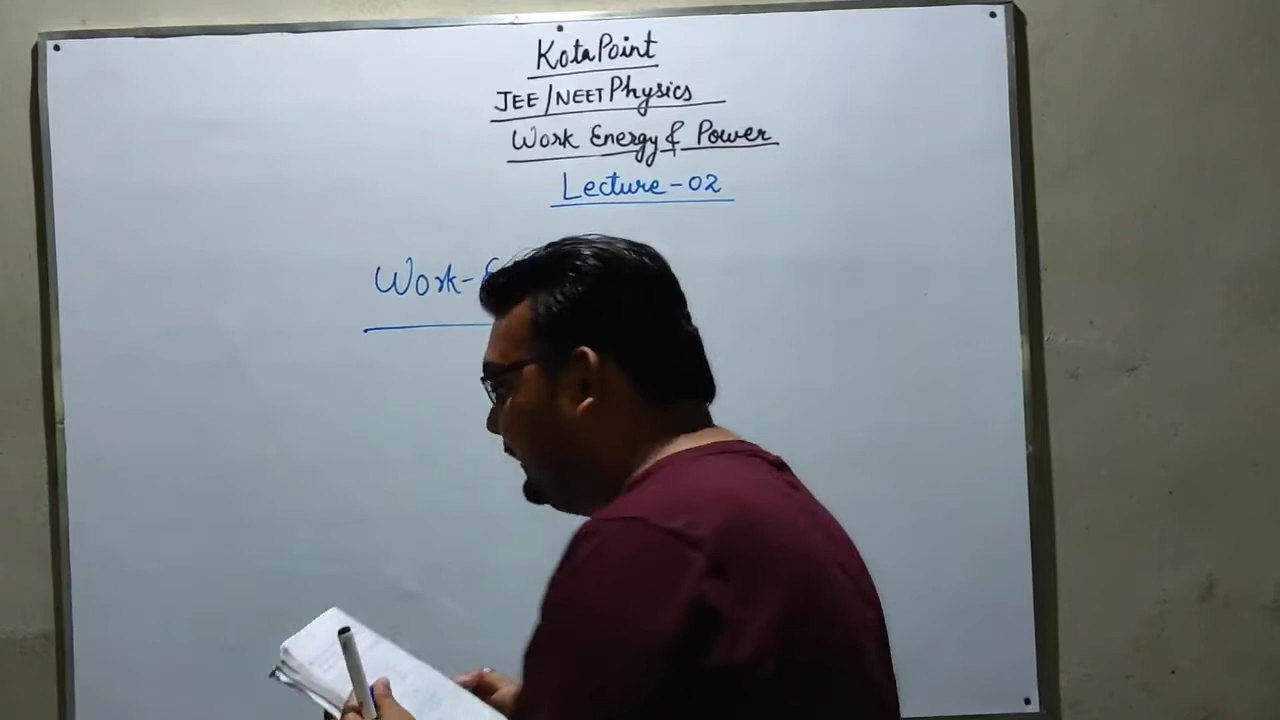 KotaPoint
JEE/NEET Physics
Work Energy & Power
Lecture-02
Work-